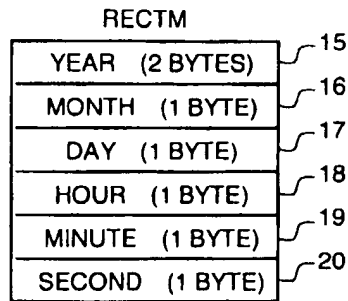 RECTM
YEAR (2 BYTES) 15
MONTH (1 BYTE) 16
DAY (1 BYTE) 17
HOUR (1 BYTE) 18
MINUTE (1 BYTE) 19
SECOND (1 BYTE) 20